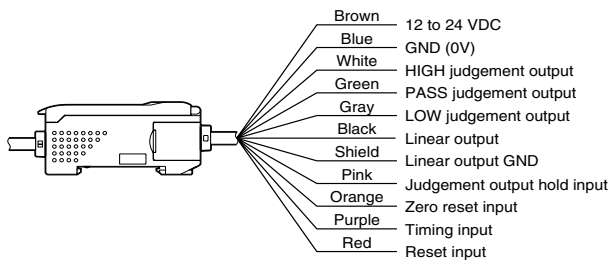 Brown 12 to 24 VDC
Blue GND (0V)
White HIGH judgement output
Green PASS judgement output
Gray LOW judgement output
Black Linear output
Shield Linear output GND
Pink Judgement output hold input
Orange Zero reset input
Purple Timing input
Red Reset input